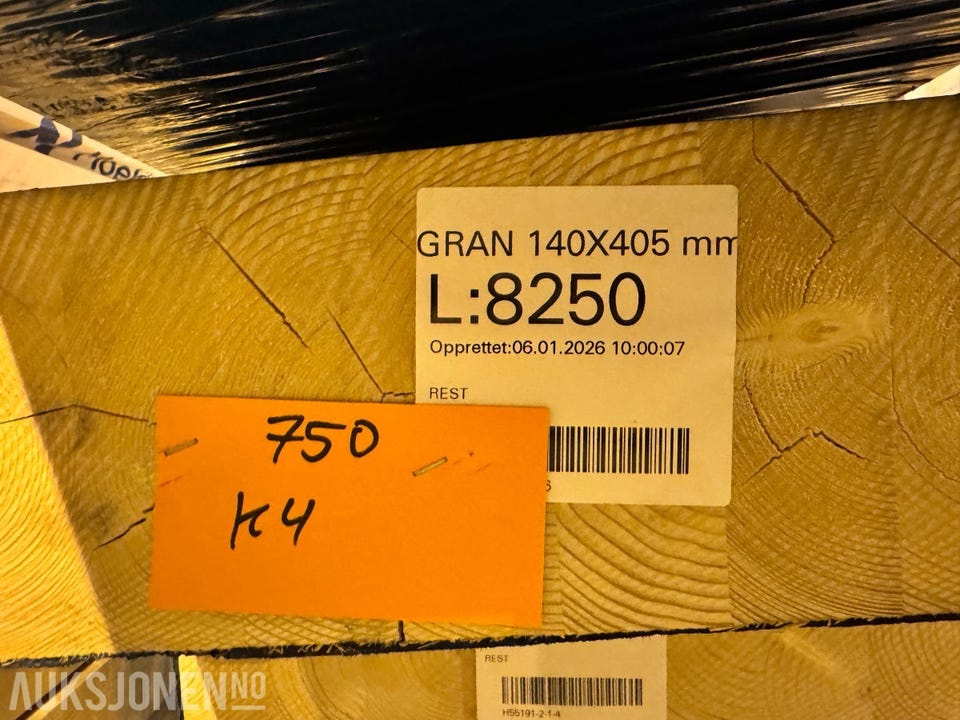 GRAN 140X405 mm
L:8250
Opprettet:06.01.2026 10:00:07
REST
750
K4
REST
H55191-2-1-4
AUKSJONEN NO